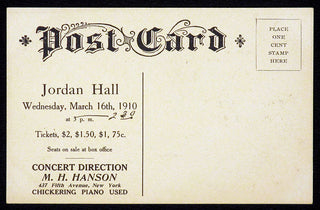 Post Card
PLACE
ONE
CENT
STAMP
HERE
Jordan Hall
Wednesday, March 16th, 1910
at 3 p. m. 230
Tickets, $2, $1.50, $1, 75c.
Seats on sale at box office
CONCERT DIRECTION
M. H. HANSON
437 Fifth Avenue, New York
CHICKERING PIANO USED